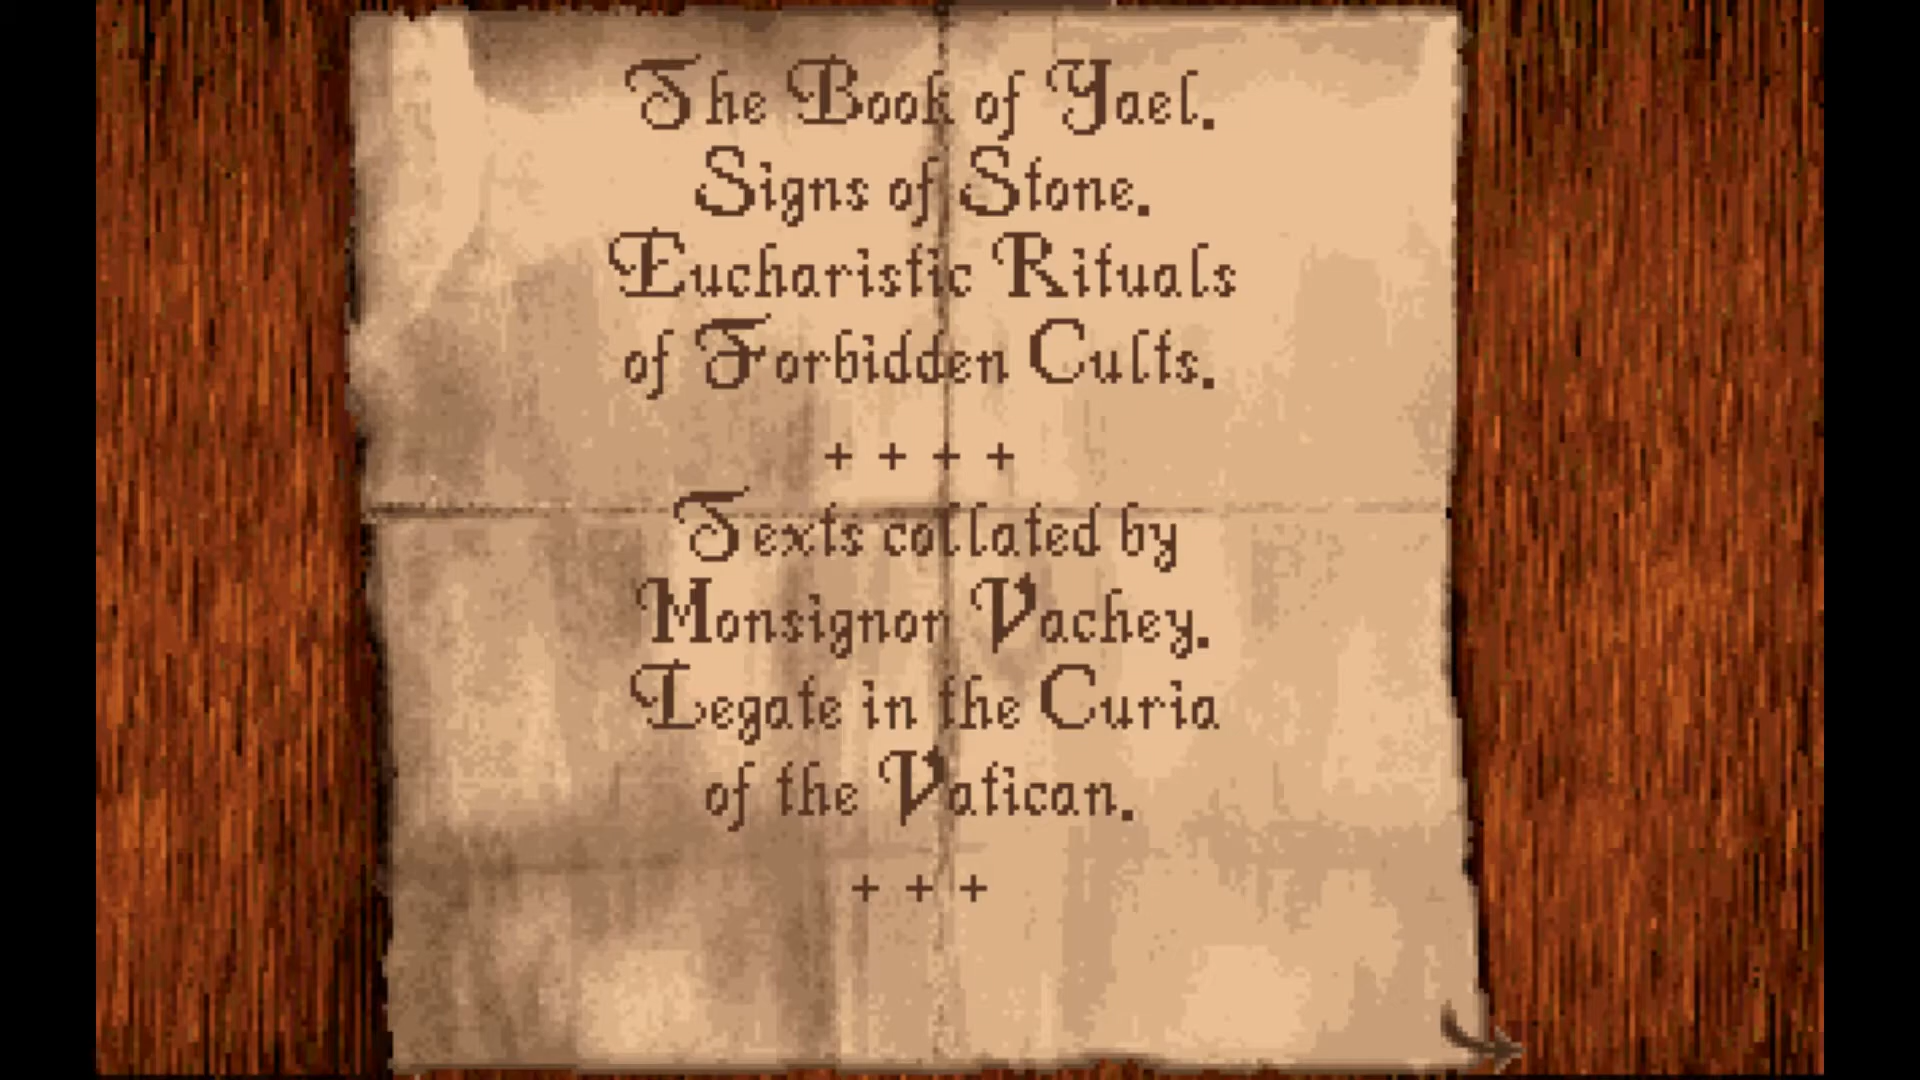 The Book of Yael.
Signs of Stone.
Eucharistic Rituals
of Forbidden Cults.
+ + + +
Texts collated by
Monsignor Vachey.
Legate in the Curia
of the Vatican.
+ + +